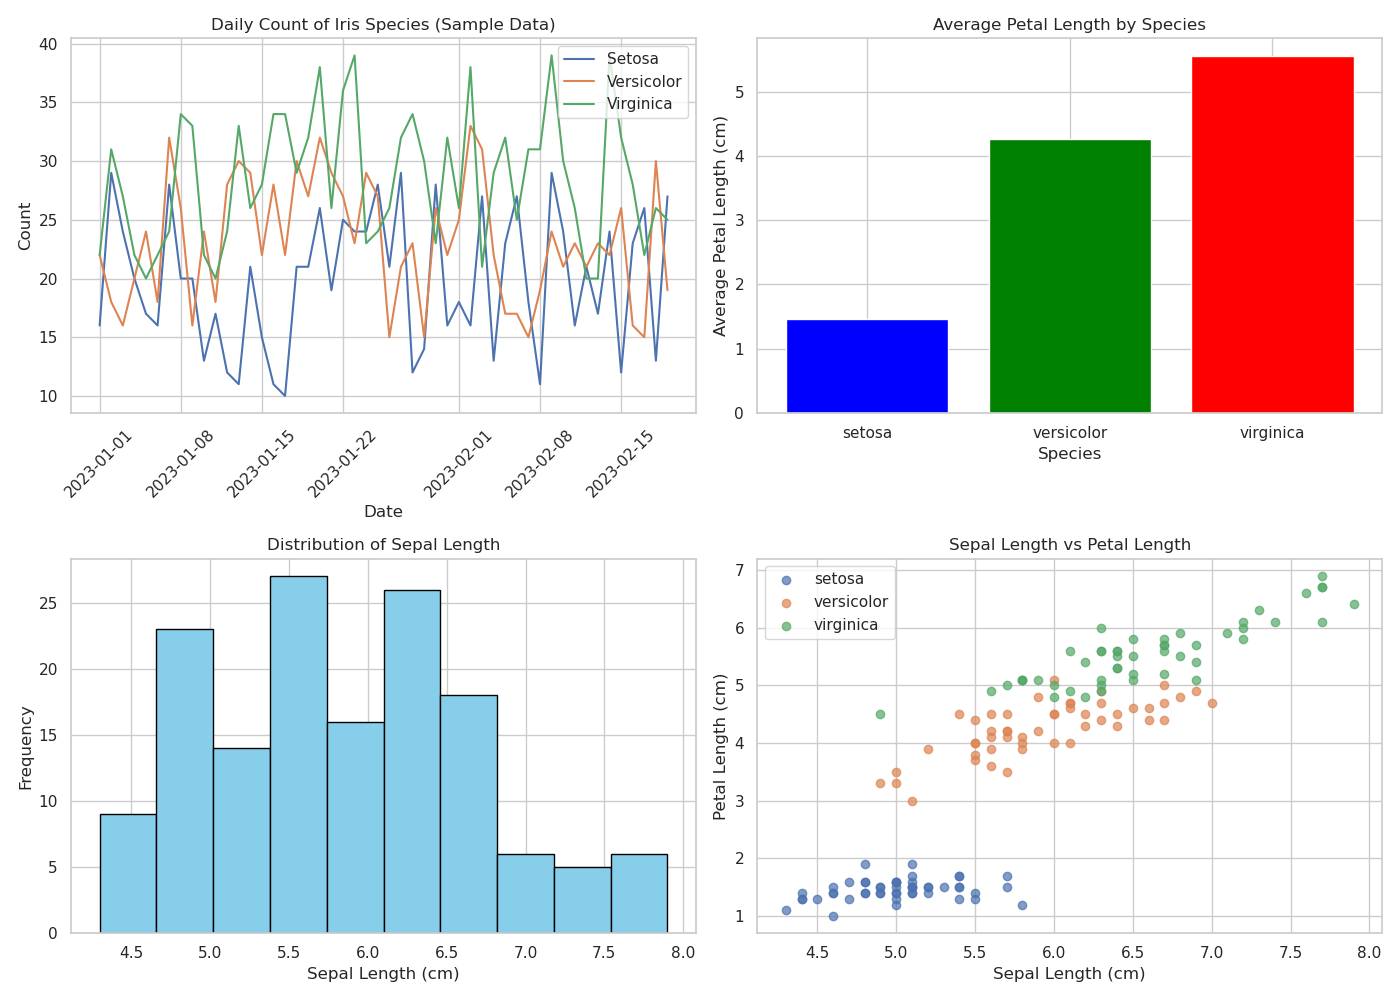 Daily Count of Iris Species (Sample Data)
40
35
30
25
20
15
10
Count
Setosa
Versicolor
Virginica
2023-01-01
2023-01-08
2023-01-15
2023-01-22
2023-02-01
2023-02-08
2023-02-15
Date
Average Petal Length by Species
5
4
3
2
1
0
Average Petal Length (cm)
setosa versicolor virginica
Species
Distribution of Sepal Length
25
20
15
10
5
0
Frequency
4.5 5.0 5.5 6.0 6.5 7.0 7.5 8.0
Sepal Length (cm)
Sepal Length vs Petal Length
7
6
5
4
3
2
1
Petal Length (cm)
setosa
versicolor
virginica
4.5 5.0 5.5 6.0 6.5 7.0 7.5 8.0
Sepal Length (cm)